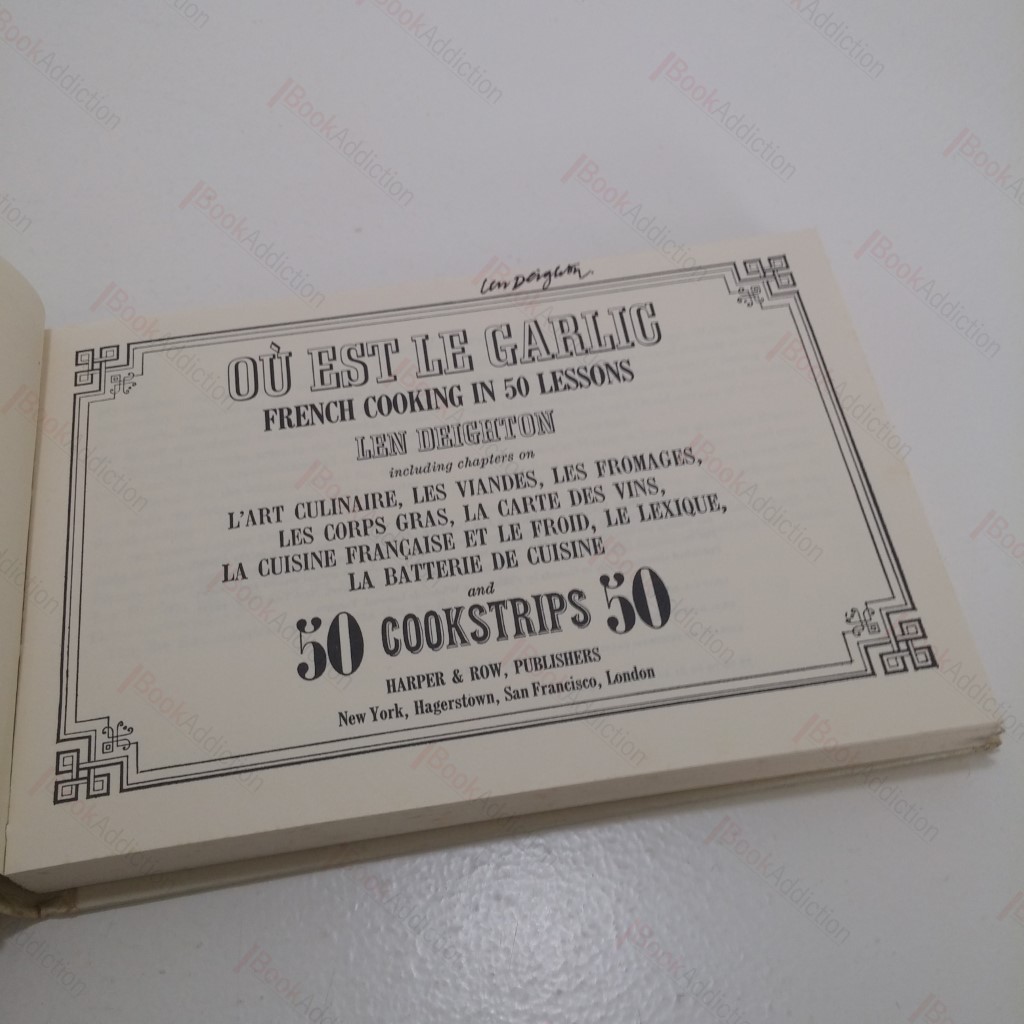 Len Deighton.
OÙ EST LE GARLIC
FRENCH COOKING IN 50 LESSONS
LEN DEIGHTON
including chapters on
L'ART CULINAIRE, LES VIANDES, LES FROMAGES,
LES CORPS GRAS, LA CARTE DES VINS,
LA CUISINE FRANÇAISE ET LE FROID, LE LEXIQUE,
LA BATTERIE DE CUISINE
and
50 COOKSTRIPS 50
HARPER & ROW, PUBLISHERS
New York, Hagerstown, San Francisco, London
BookAddiction